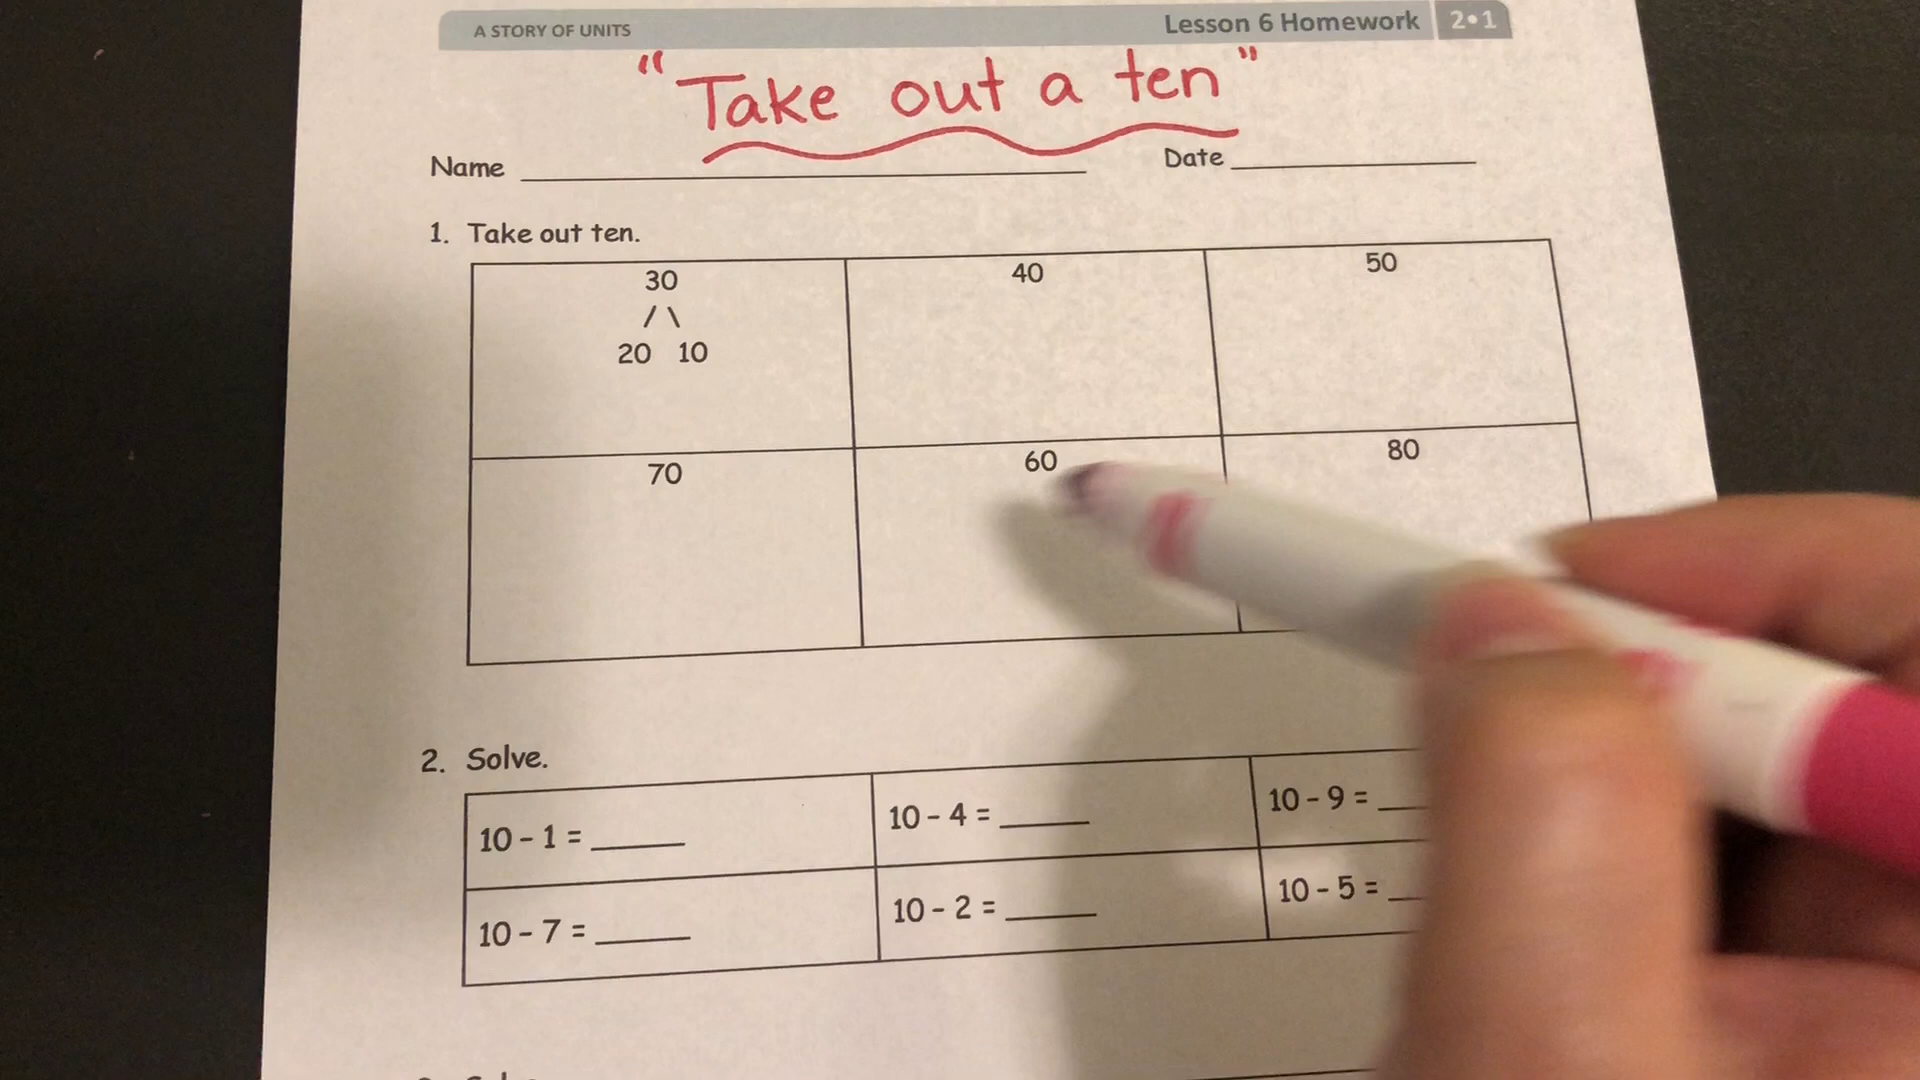 A STORY OF UNITS Lesson 6 Homework 2•1
"Take out a ten"
Name Date
1. Take out ten.
30 40 50
20 10
70 60 80
2. Solve.
10 - 1 = 10 - 4 = 10 - 9 =
10 - 7 = 10 - 2 = 10 - 5 =